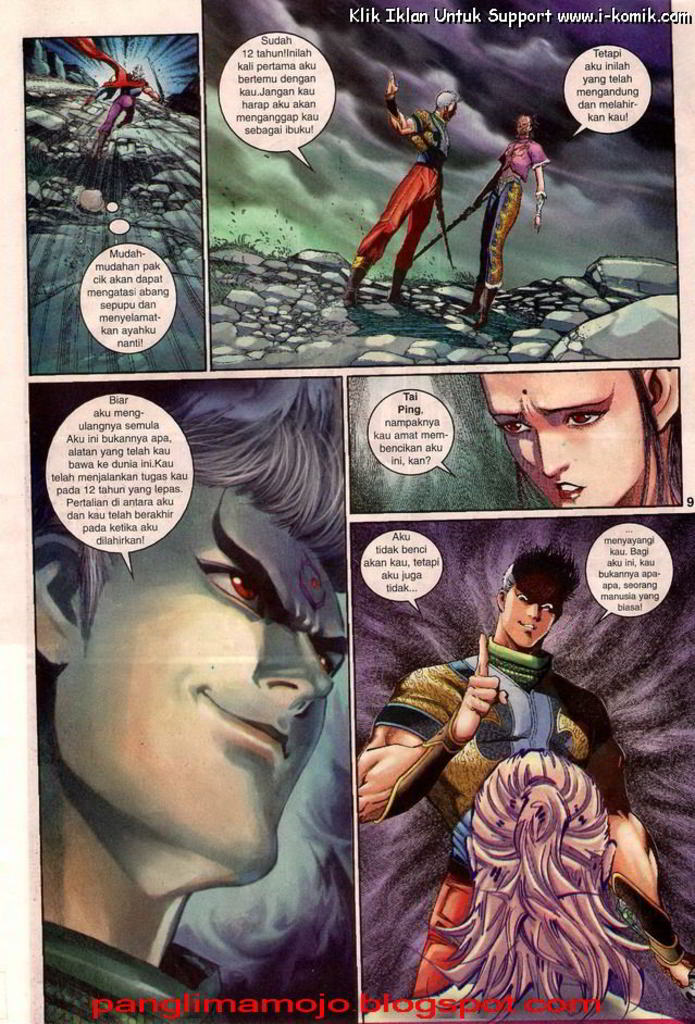 Klik Iklan Untuk Support www.i-komik.com
Mudah-
mudahan pak
cik akan dapat
mengatasi abang
sepupu dan
menyelamat-
kan ayahku
nanti!
Sudah
12 tahun!Inilah
kali pertama aku
bertemu dengan
kau.Jangan kau
harap aku akan
menganggap kau
sebagai ibuku!
Tetapi
aku inilah
yang telah
mengandung
dan melahir-
kan kau!
Biar
aku meng-
ulangnya semula
Aku ini bukannya apa,
alatan yang telah kau
bawa ke dunia ini.Kau
telah menjalankan tugas kau
pada 12 tahun yang lepas.
Pertalian di antara aku
dan kau telah berakhir
pada ketika aku
dilahirkan!
Tai
Ping,
nampaknya
kau amat mem-
bencikan aku
ini, kan?
9
Aku
tidak benci
akan kau, tetapi
aku juga
tidak...
...
menyayangi
kau. Bagi
aku ini, kau
bukannya apa-
apa, seorang
manusia yang
biasa!
panglimamojo.blogspot.com